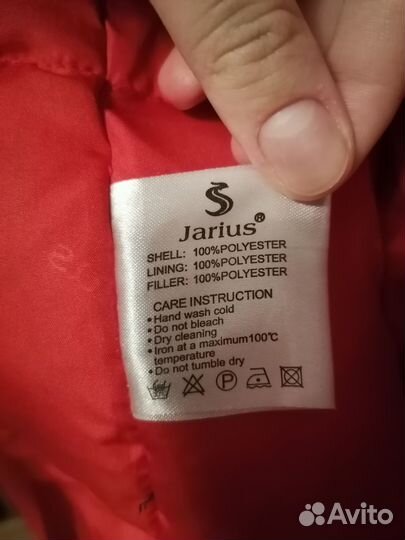 Jarius®
SHELL: 100%POLYESTER
LINING: 100%POLYESTER
FILLER: 100%POLYESTER
CARE INSTRUCTION
• Hand wash cold
• Do not bleach
• Dry cleaning
• Iron at a maximum100℃
temperature
• Do not tumble dry
P
Avito